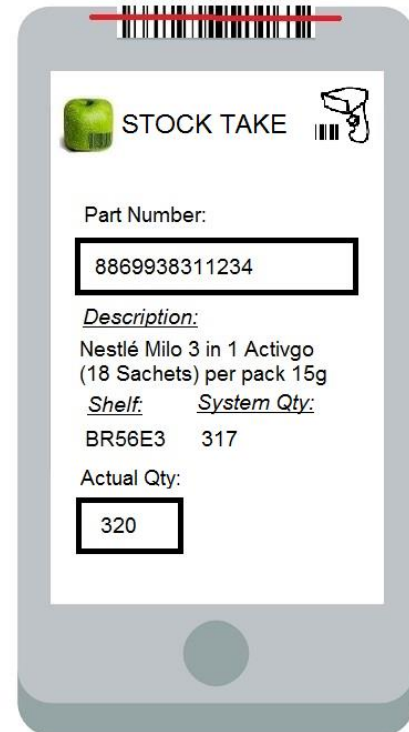 STOCK TAKE
Part Number:
8869938311234
Description:
Nestlé Milo 3 in 1 Activgo
(18 Sachets) per pack 15g
Shelf: System Qty:
BR56E3 317
Actual Qty:
320